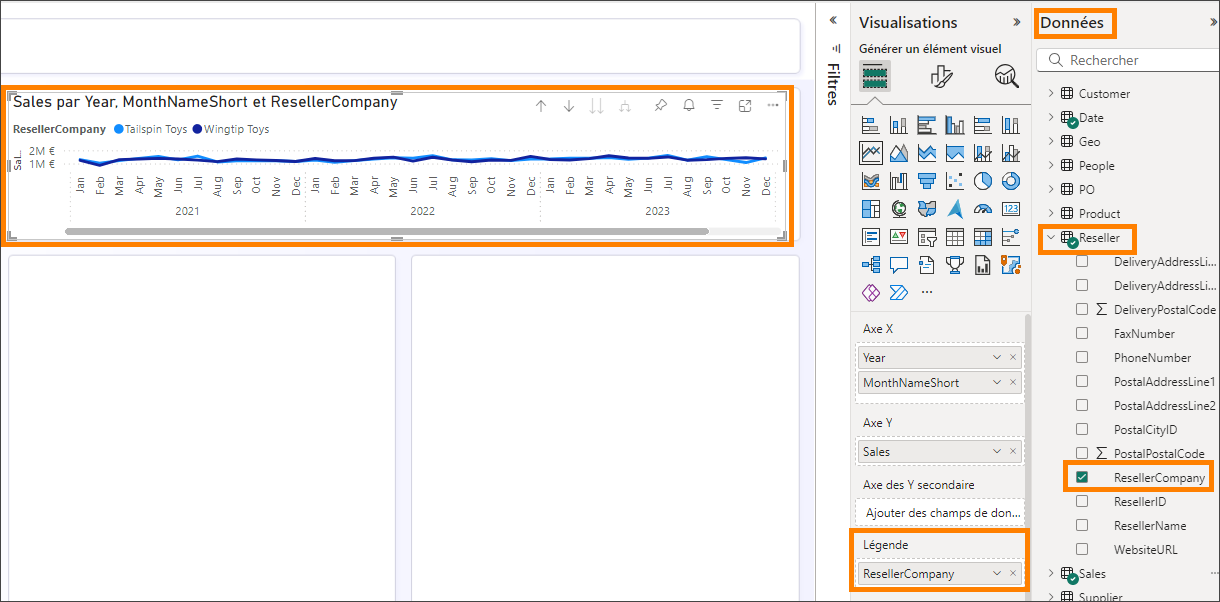 Sales par Year, MonthNameShort et ResellerCompany
ResellerCompany Tailspin Toys Wingtip Toys
Sal...
2M €
1M €
Jan Feb Mar Apr May Jun Jul Aug Sep Oct Nov Dec Jan Feb Mar Apr May Jun Jul Aug Sep Oct Nov Dec Jan Feb Mar Apr May Jun Jul Aug Sep Oct Nov Dec
2021 2022 2023
Filtres
Visualisations
Générer un élément visuel
123
Axe X
Year
MonthNameShort
Axe Y
Sales
Axe des Y secondaire
Ajouter des champs de don...
Légende
ResellerCompany
Données
Rechercher
Customer
Date
Geo
People
PO
Product
Reseller
DeliveryAddressLi...
DeliveryAddressLi...
DeliveryPostalCode
FaxNumber
PhoneNumber
PostalAddressLine1
PostalAddressLine2
PostalCityID
PostalPostalCode
ResellerCompany
ResellerID
ResellerName
WebsiteURL
Sales
Supplier